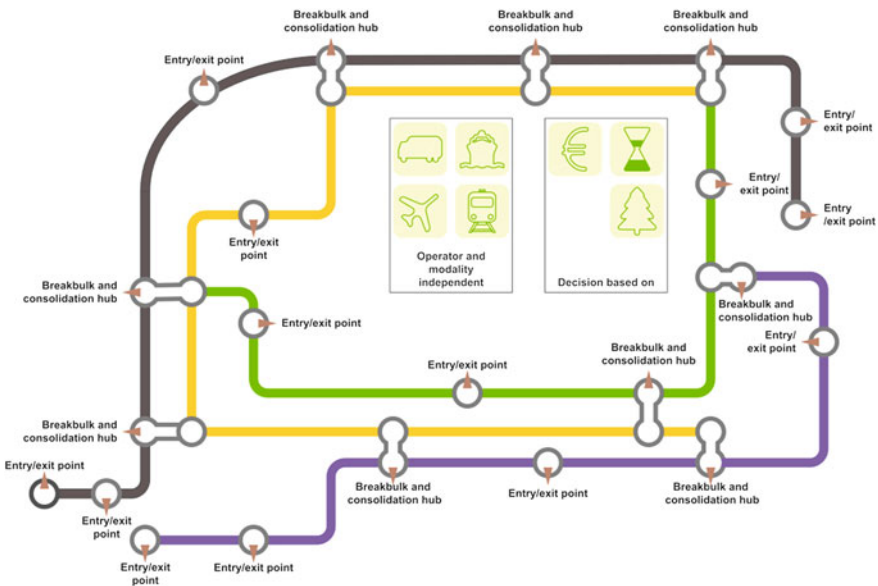 Breakbulk and
consolidation hub
Breakbulk and
consolidation hub
Breakbulk and
consolidation hub
Entry/exit point
Entry/
exit point
Entry/
exit point
Entry
/exit point
Entry/exit
point
Operator and
modality
independent
Decision based on
Breakbulk and
consolidation hub
Breakbulk and
consolidation hub
Entry/exit point
Entry/
exit point
Breakbulk and
consolidation hub
Entry/exit point
Breakbulk and
consolidation hub
Entry/exit point
Breakbulk and
consolidation hub
Entry/exit point
Breakbulk and
consolidation hub
Entry/exit
point
Entry/exit
point
Entry/exit point